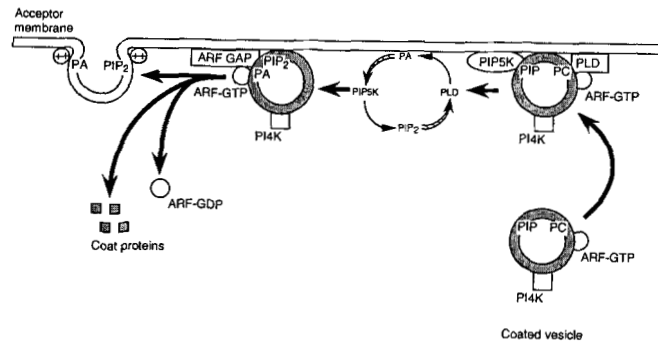 Acceptor
membrane
PA
PIP2
ARF GAP
PIP2
PA
ARF-GTP
PI4K
PA
PIP5K
PLD
PIP2
PIP5K
PLD
PIP
PC
ARF-GTP
PI4K
ARF-GDP
Coat proteins
PIP
PC
ARF-GTP
PI4K
Coated vesicle